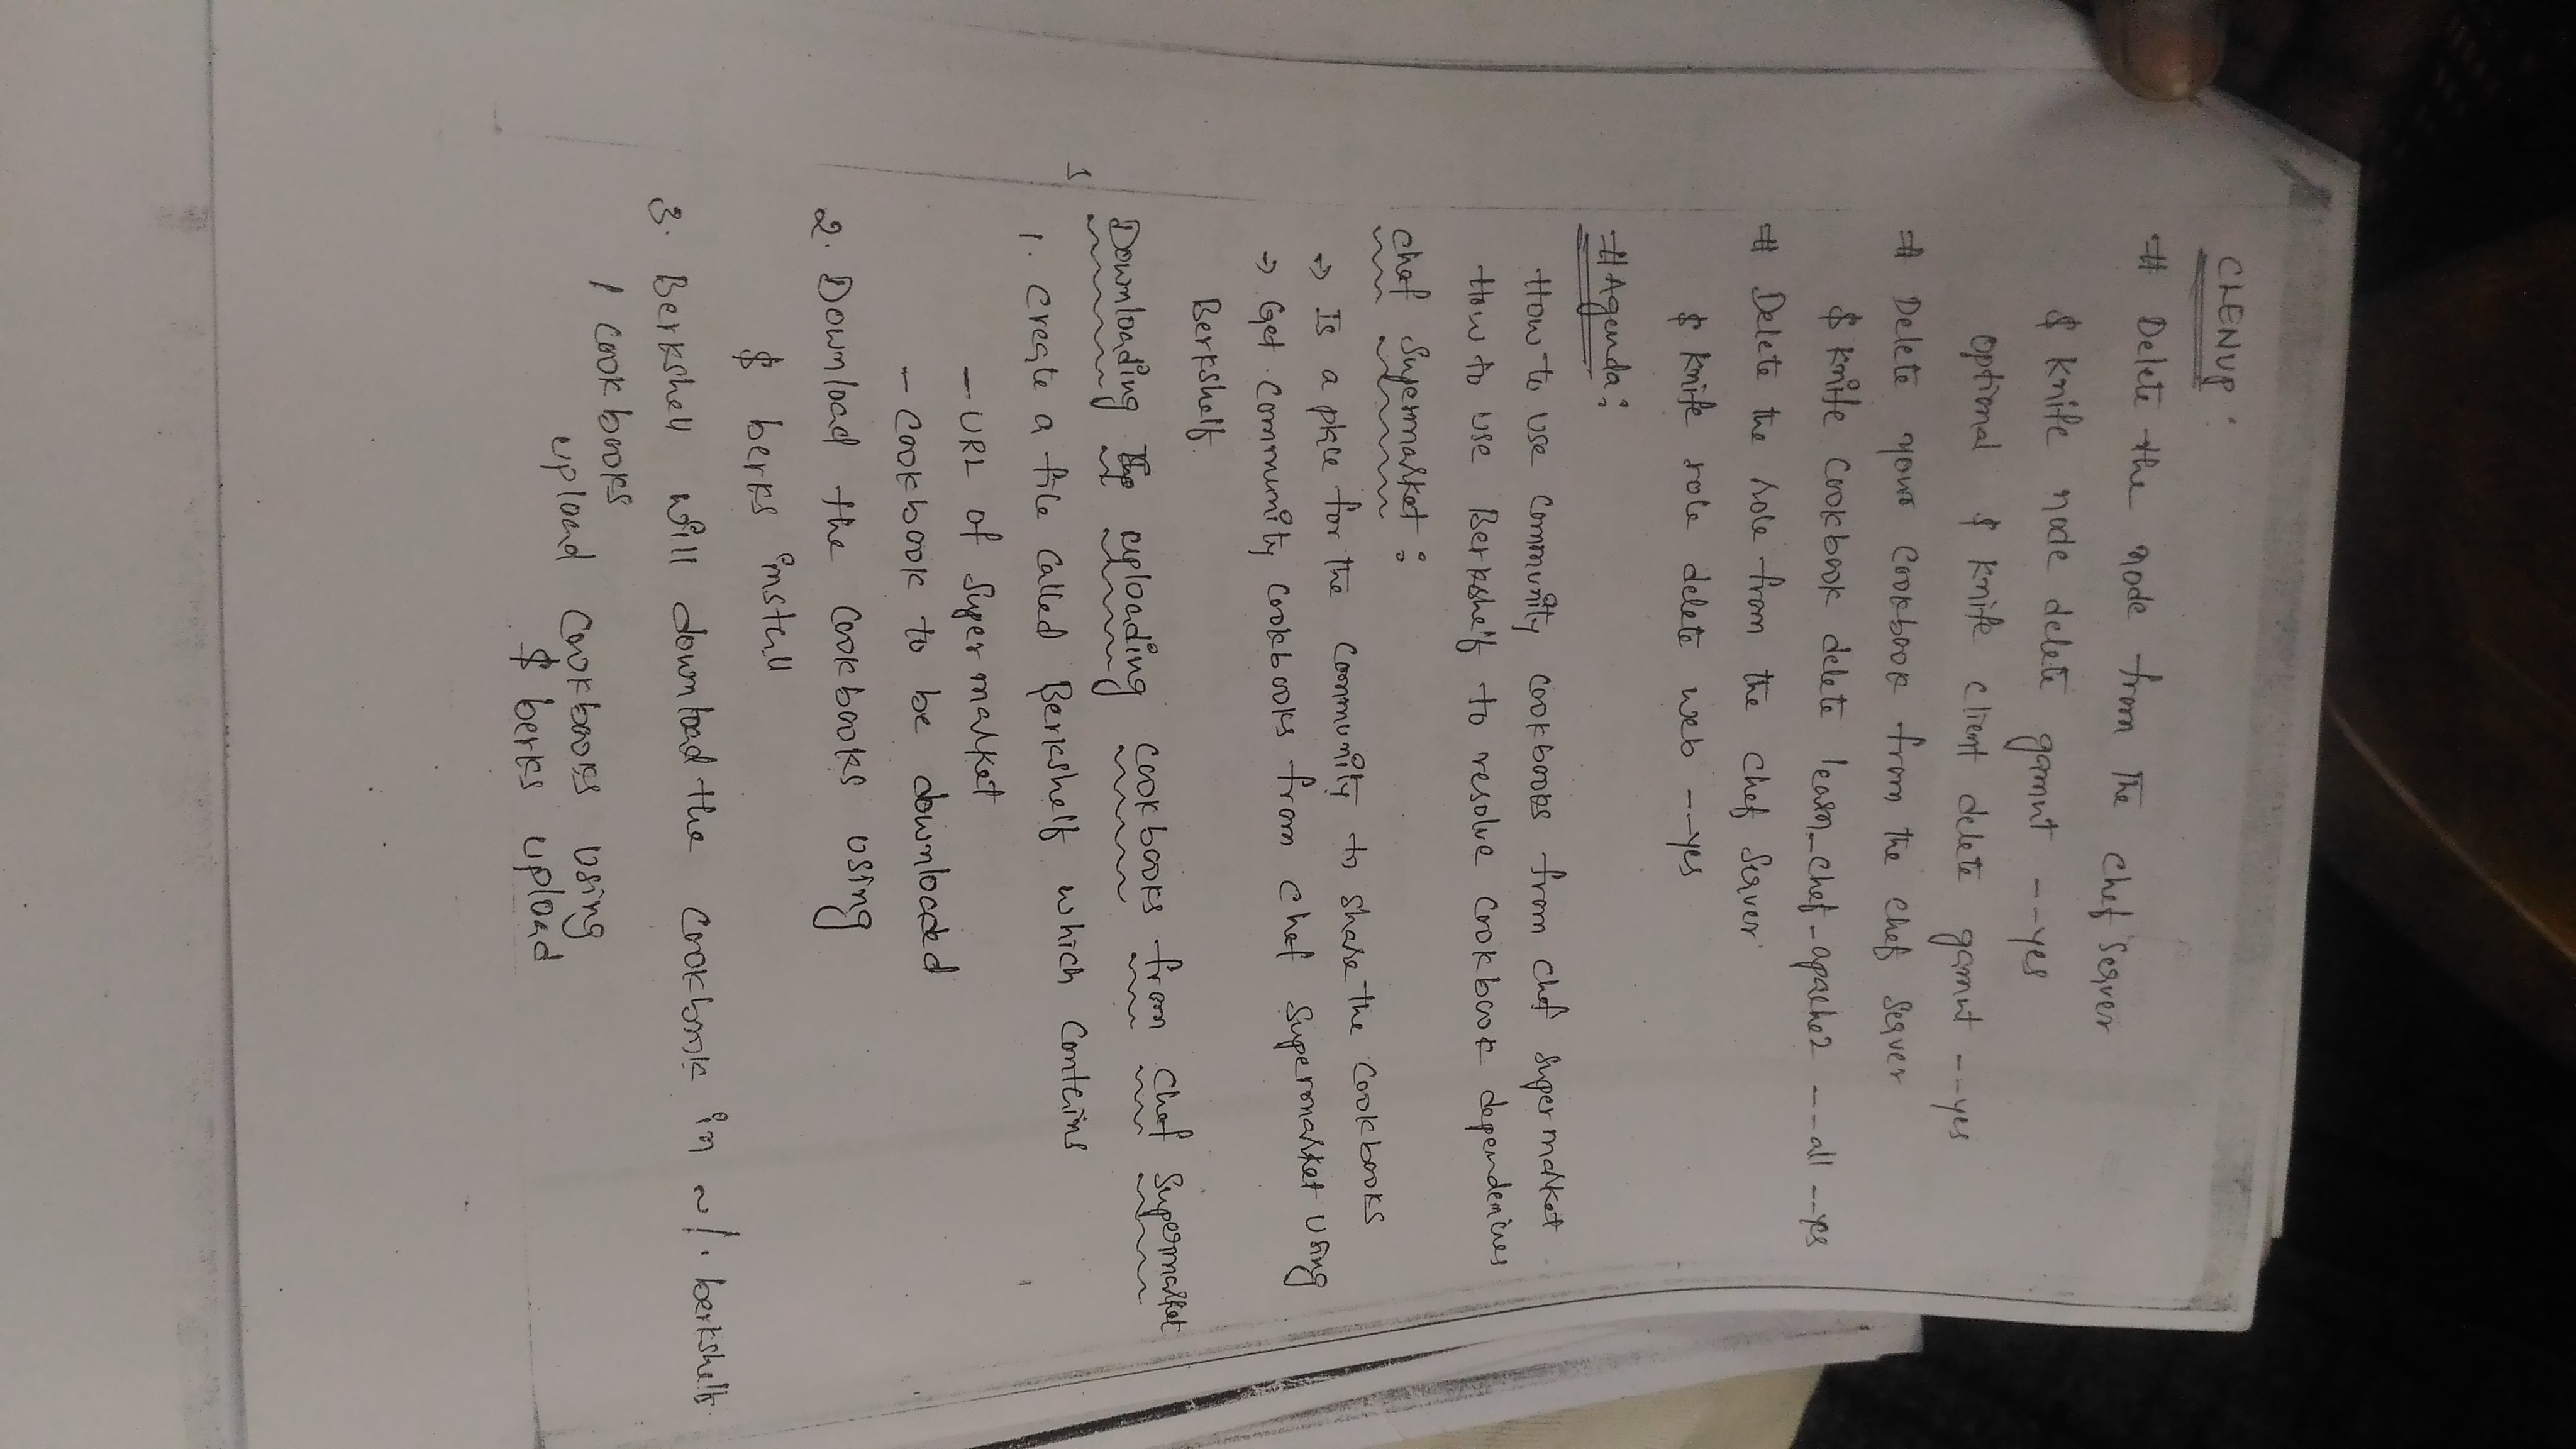 CLENUP:
# Delete the node from the chef server
$ knife node delete gamut --yes
optional $ knife client delete gamut --yes
# Delete your cookbook from the chef server
$ knife cookbook delete learn_chef_apache2 --all --yes
# Delete the role from the chef server
$ knife role delete web --yes
# Agenda:
How to use community cookbooks from chef supermarket.
How to use Berkshelf to resolve cookbook dependencies
chef supermarket:
→ Is a place for the community to share the cookbooks
→ Get community cookbooks from chef supermarket using
Berkshelf.
Downloading uploading cookbooks from chef supermarket
1. create a file called Berkshelf which contains
- URL of supermarket
- cookbook to be downloaded
2. Download the cookbooks using
$ berks install
3. Berkshelf will download the cookbook in ~/.berkshelf
/cookbooks
upload cookbooks using
$ berks upload